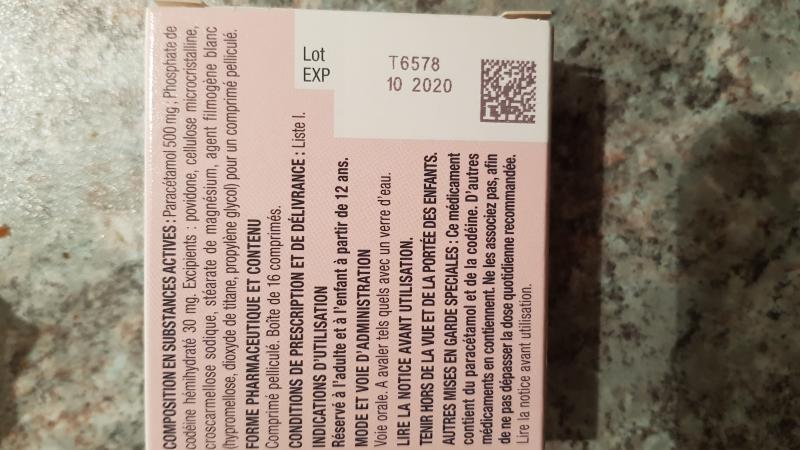 Lot
EXP
T6578
10 2020
COMPOSITION EN SUBSTANCES ACTIVES : Paracétamol 500 mg ; Phosphate de
codéine hémihydraté 30 mg. Excipients : povidone, cellulose microcristalline,
croscarmellose sodique, stéarate de magnésium, agent filmogène blanc
(hypromellose, dioxyde de titane, propylène glycol) pour un comprimé pelliculé.
FORME PHARMACEUTIQUE ET CONTENU
Comprimé pelliculé. Boîte de 16 comprimés.
CONDITIONS DE PRESCRIPTION ET DE DÉLIVRANCE : Liste I.
INDICATIONS D'UTILISATION
Réservé à l'adulte et à l'enfant à partir de 12 ans.
MODE ET VOIE D'ADMINISTRATION
Voie orale. A avaler tels quels avec un verre d'eau.
LIRE LA NOTICE AVANT UTILISATION.
TENIR HORS DE LA VUE ET DE LA PORTÉE DES ENFANTS.
AUTRES MISES EN GARDE SPECIALES : Ce médicament
contient du paracétamol et de la codéine. D'autres
médicaments en contiennent. Ne les associez pas, afin
de ne pas dépasser la dose quotidienne recommandée.
Lire la notice avant utilisation.